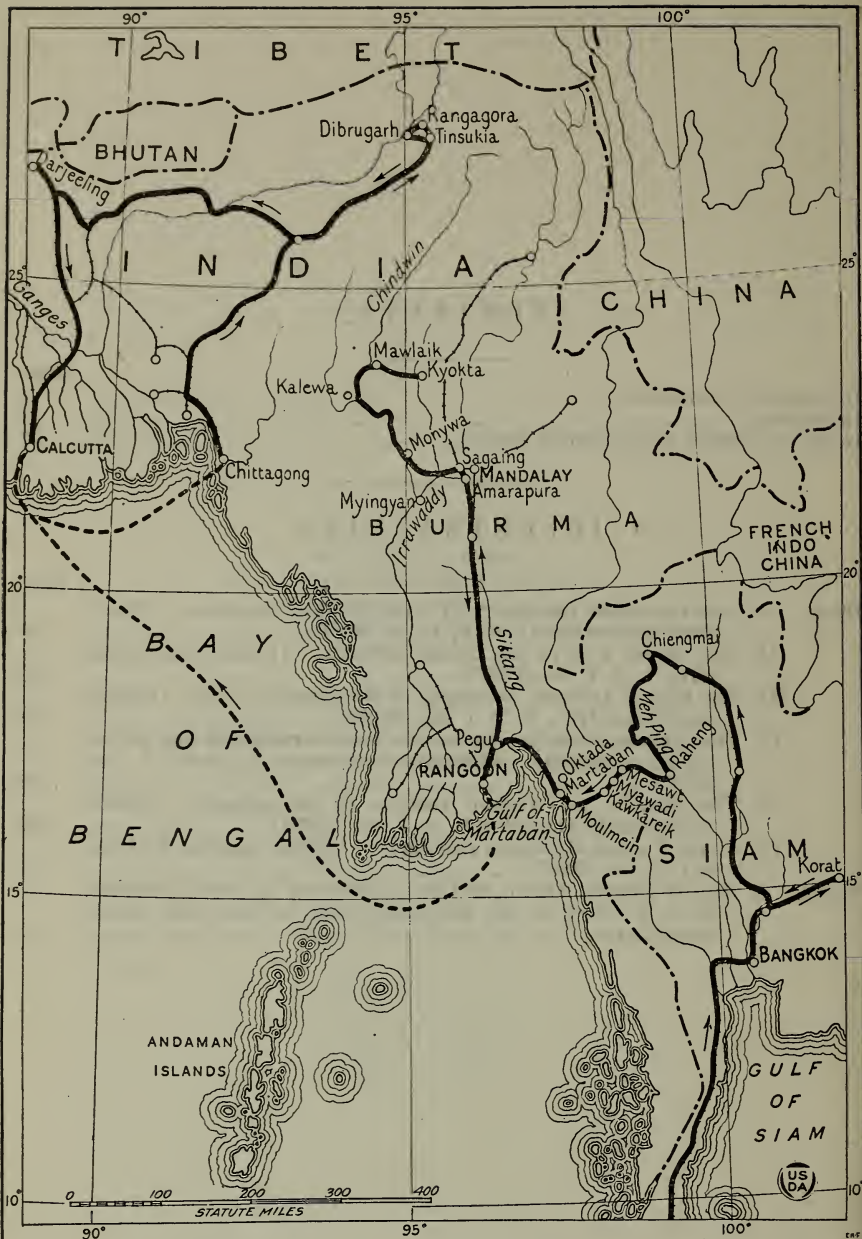 90°
95°
100°
TIBET
Rangagora
Dibrugarh
Tinsukia
BHUTAN
Darjeeling
INDIA
25°
25°
Chindwin
Ganges
CHINA
Mawlaik
Kyokta
Kalewa
Monywa
Sagaing
CALCUTTA
MANDALAY
Chittagong
Amarapura
Myingyan
Irrawaddy
BURMA
FRENCH
INDO
CHINA
20°
20°
BAY
Chiengmai
Sittang
Meh Ping
OF
Pegu
Oktada
Raheng
RANGOON
Martaban
Mesawt
Myawadi
Kawkareik
Gulf of
Martaban
Moulmein
BENGAL
SIAM
Korat
15°
15°
BANGKOK
ANDAMAN
ISLANDS
GULF
OF
SIAM
US
DA
10°
10°
0 100 200 300 400
STATUTE MILES
90°
95°
100°